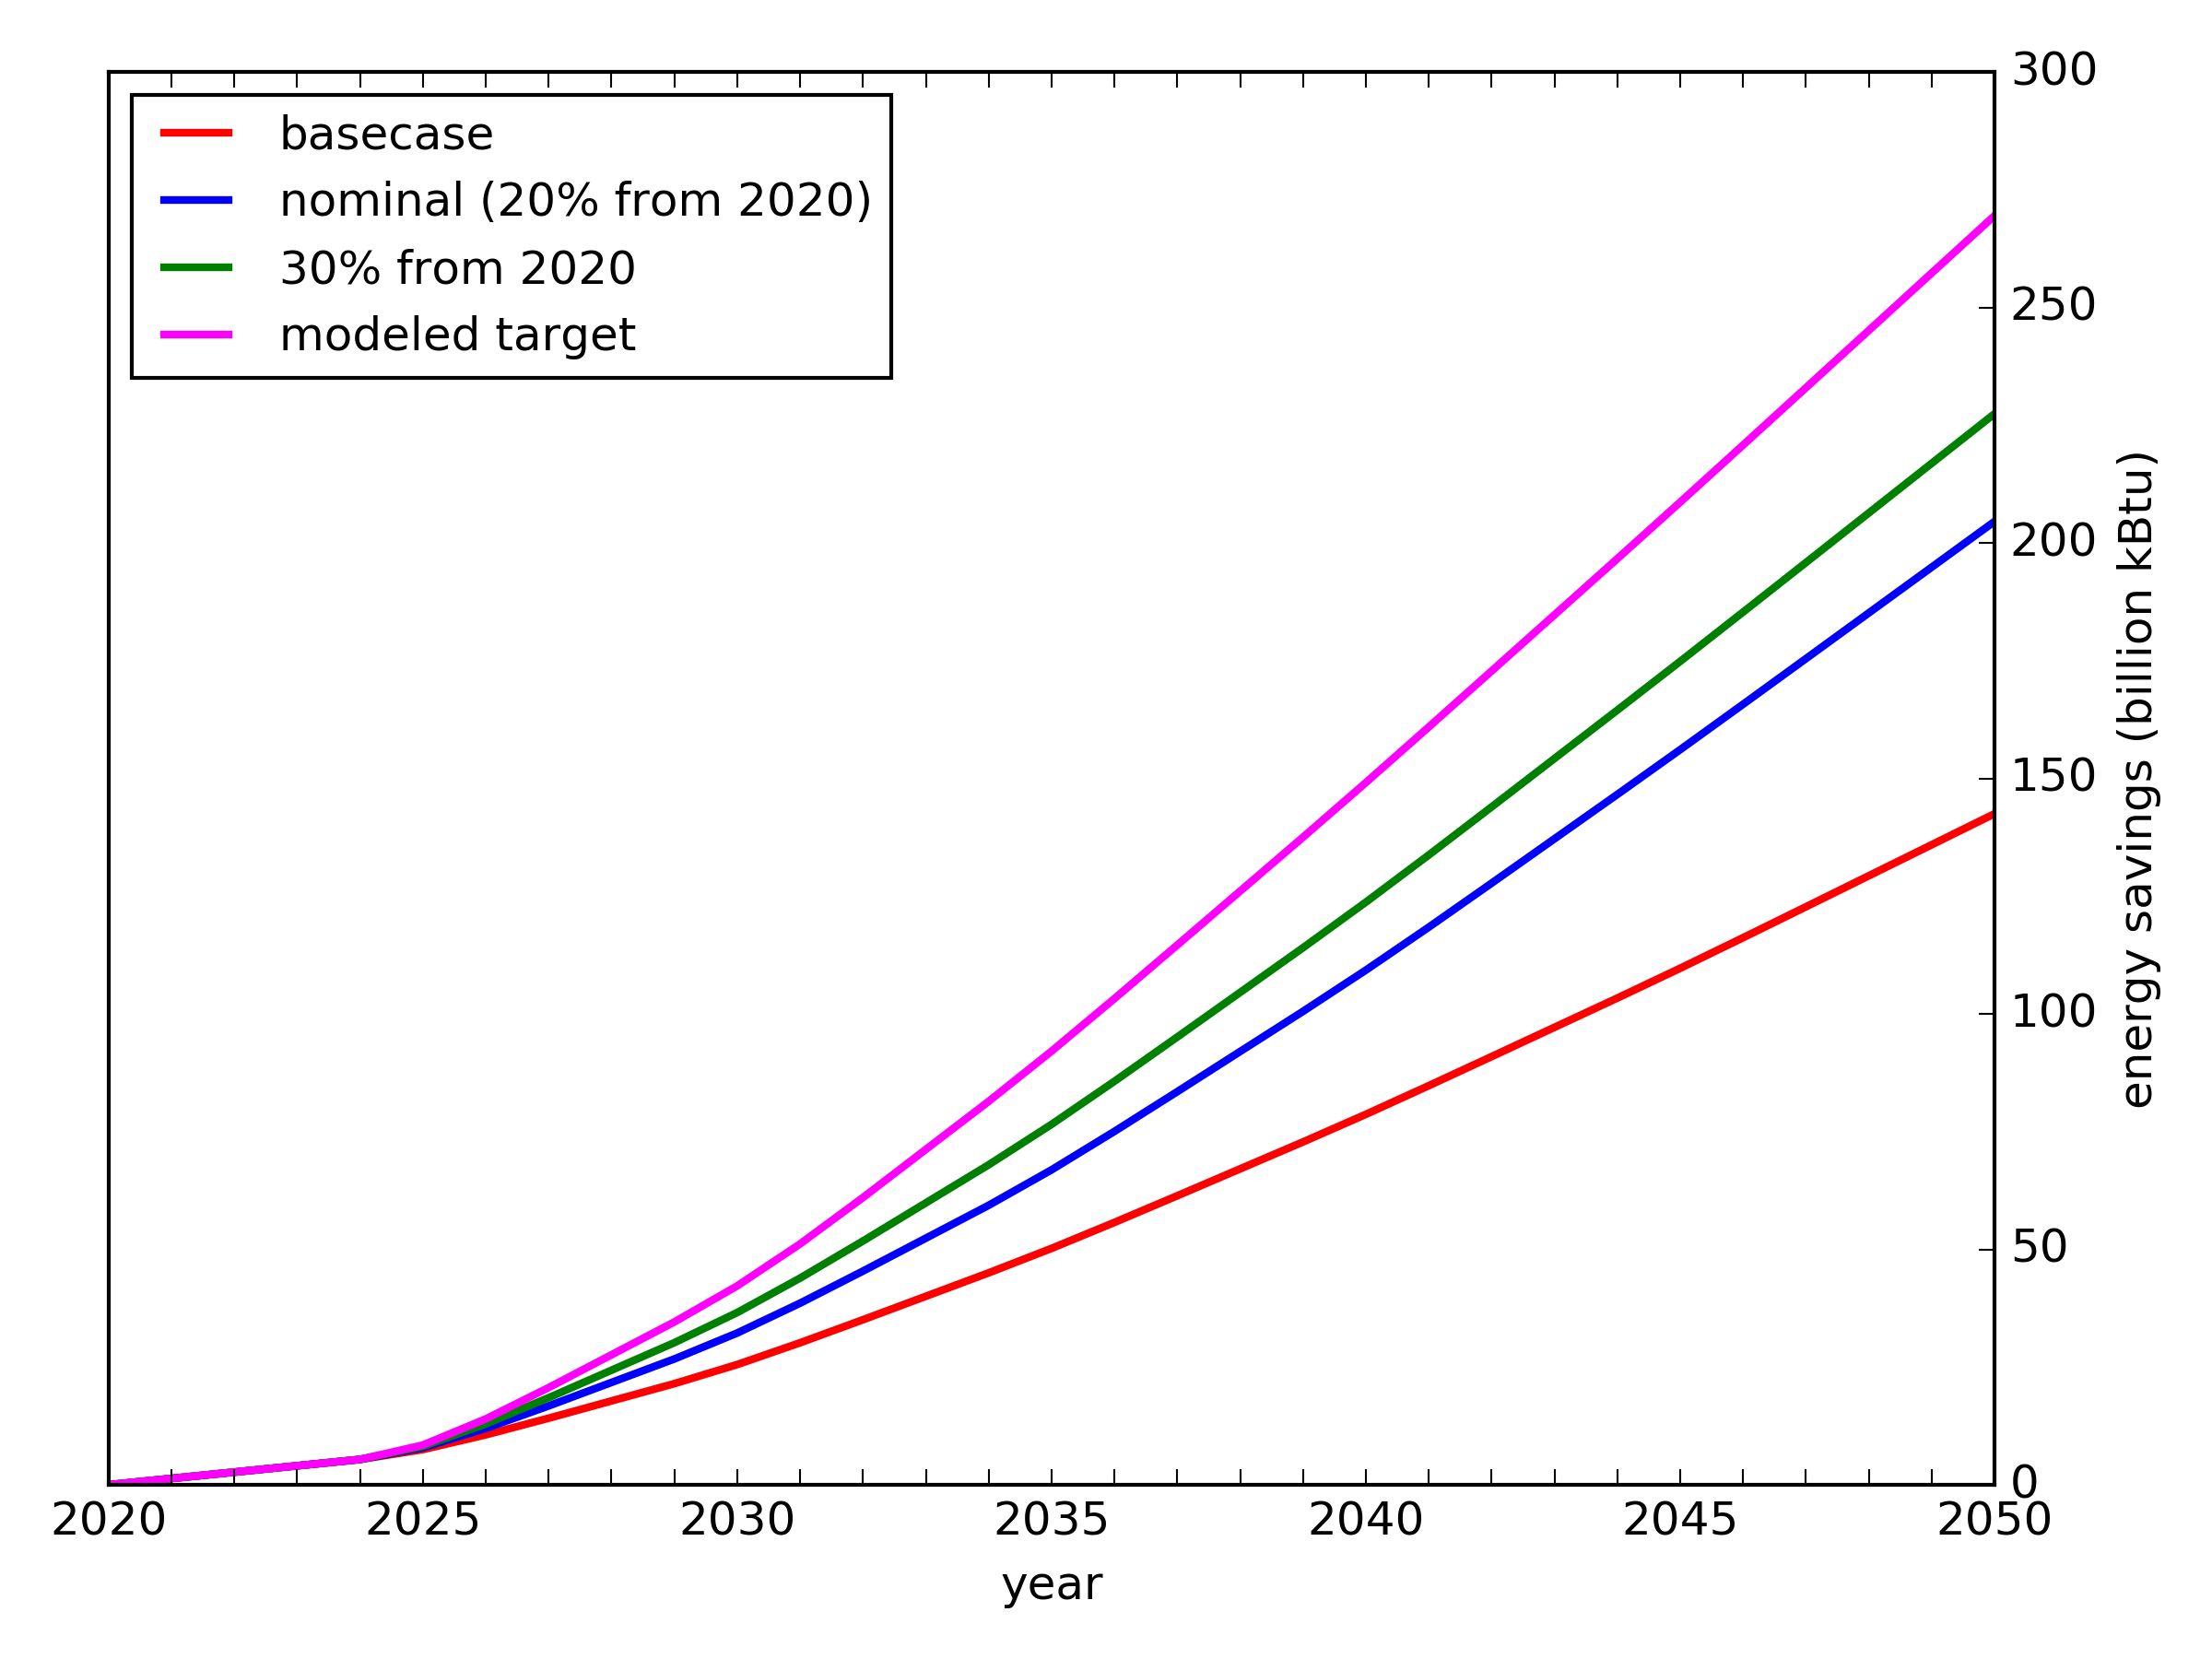 basecase
nominal (20% from 2020)
30% from 2020
modeled target
300
250
200
150
100
50
0
energy savings (billion kBtu)
2020 2025 2030 2035 2040 2045 2050
year